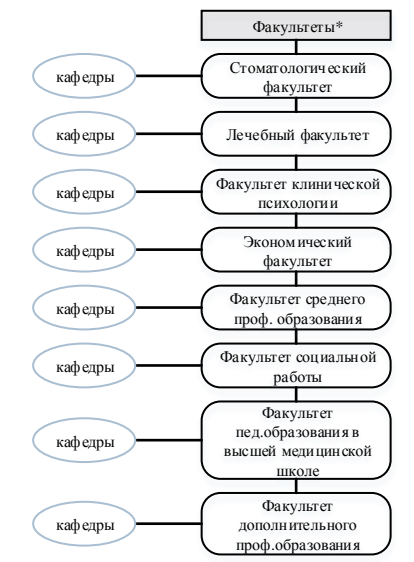 Факультеты*
кафедры
Стоматологический
факультет
кафедры
Лечебный факультет
кафедры
Факультет клинической
психологии
кафедры
Экономический
факультет
кафедры
Факультет среднего
проф. образования
кафедры
Факультет социальной
работы
кафедры
Факультет
пед.образования в
высшей медицинской
школе
кафедры
Факультет
дополнительного
проф.образования